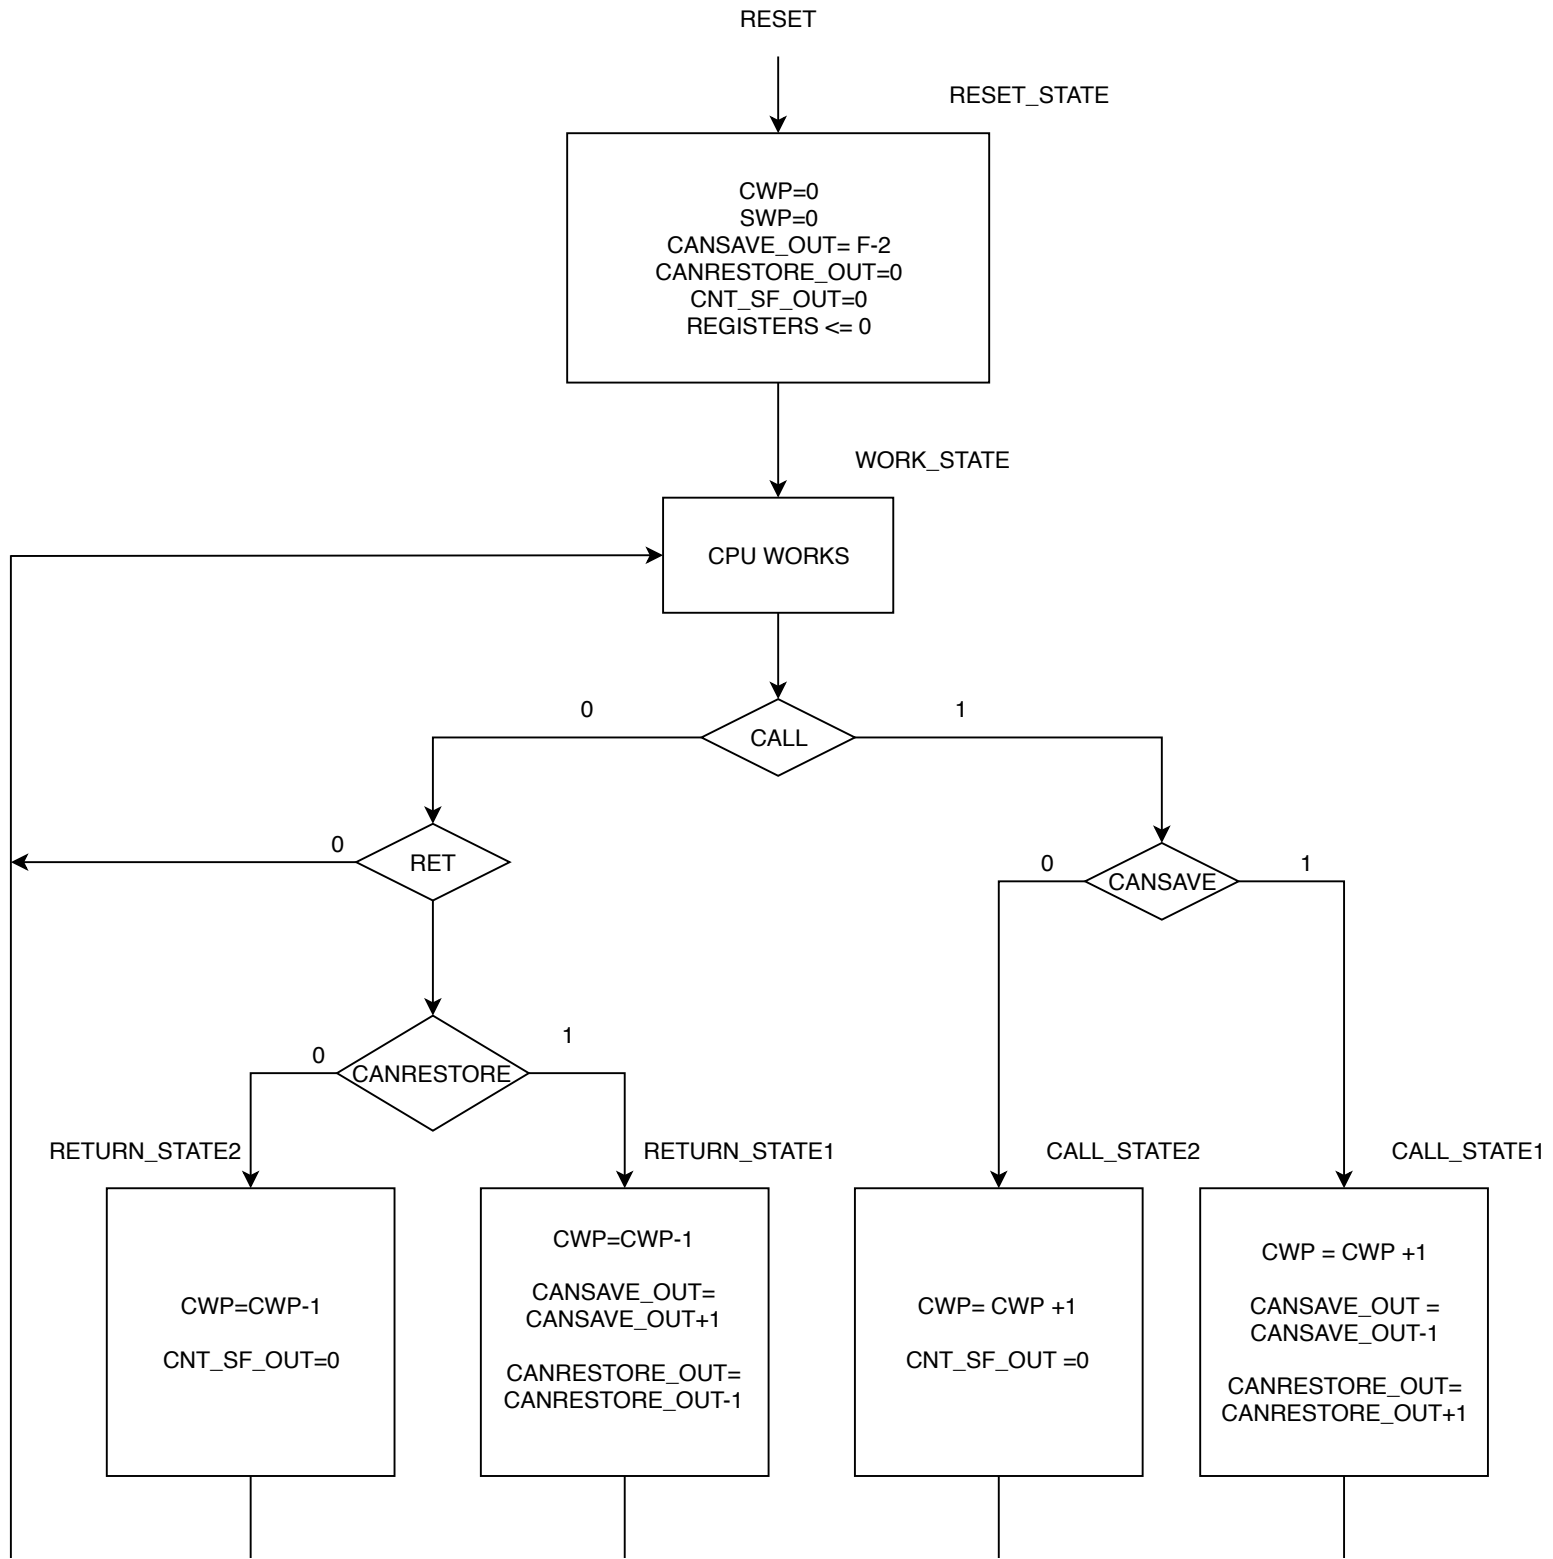 RESET
RESET_STATE
CWP=0
SWP=0
CANSAVE_OUT= F-2
CANRESTORE_OUT=0
CNT_SF_OUT=0
REGISTERS <= 0
WORK_STATE
CPU WORKS
0
1
CALL
0
RET
0
1
CANSAVE
0
1
CANRESTORE
RETURN_STATE2
RETURN_STATE1
CALL_STATE2
CALL_STATE1
CWP=CWP-1
CNT_SF_OUT=0
CWP=CWP-1
CANSAVE_OUT=
CANSAVE_OUT+1
CANRESTORE_OUT=
CANRESTORE_OUT-1
CWP= CWP +1
CNT_SF_OUT =0
CWP = CWP +1
CANSAVE_OUT =
CANSAVE_OUT-1
CANRESTORE_OUT=
CANRESTORE_OUT+1